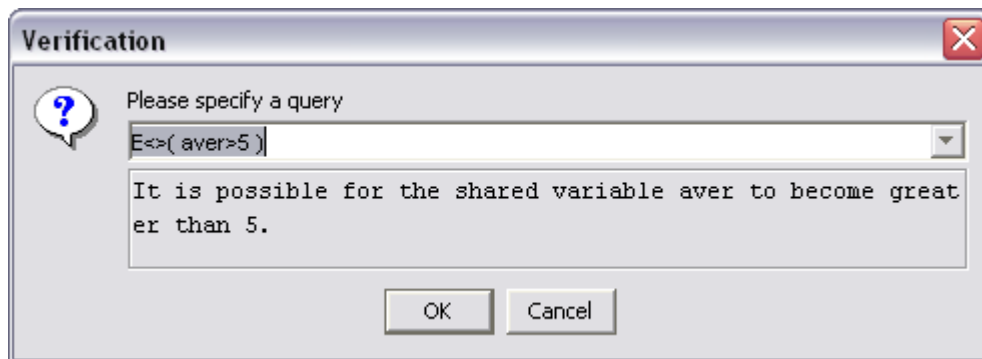 Verification
Please specify a query
E<>( aver>5 )
It is possible for the shared variable aver to become great
er than 5.
OK
Cancel